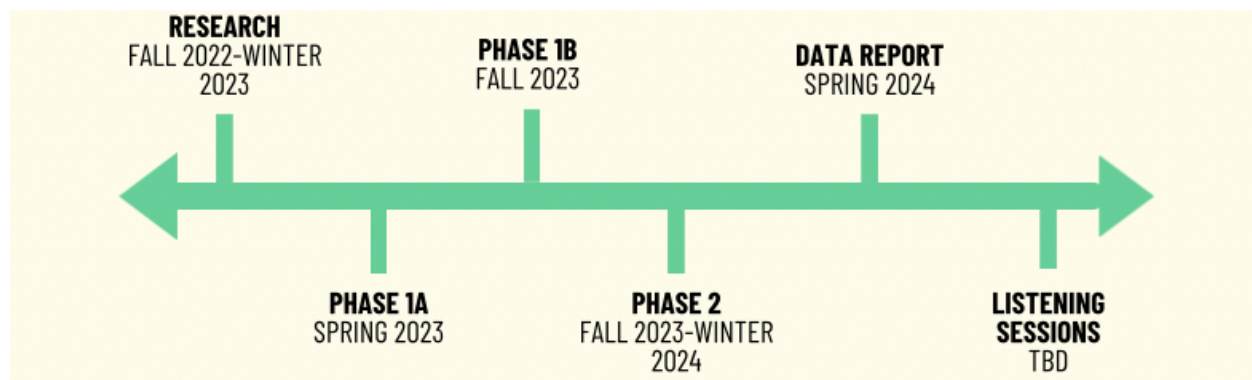 RESEARCH
FALL 2022-WINTER
2023
PHASE 1A
SPRING 2023
PHASE 1B
FALL 2023
PHASE 2
FALL 2023-WINTER
2024
DATA REPORT
SPRING 2024
LISTENING
SESSIONS
TBD